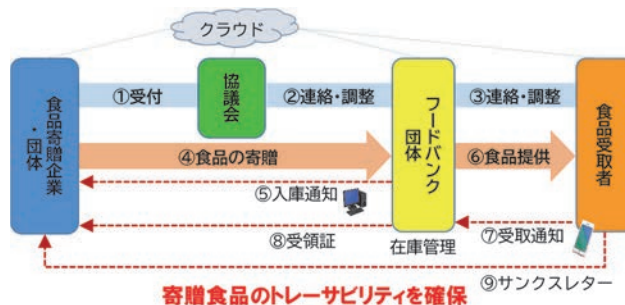 クラウド
食品寄贈企業
・団体
①受付
協議会
②連絡・調整
フードバンク
団体
③連絡・調整
食品受取者
④食品の寄贈
⑥食品提供
⑤入庫通知
⑧受領証
在庫管理
⑦受取通知
⑨サンクスレター
寄贈食品のトレーサビリティを確保